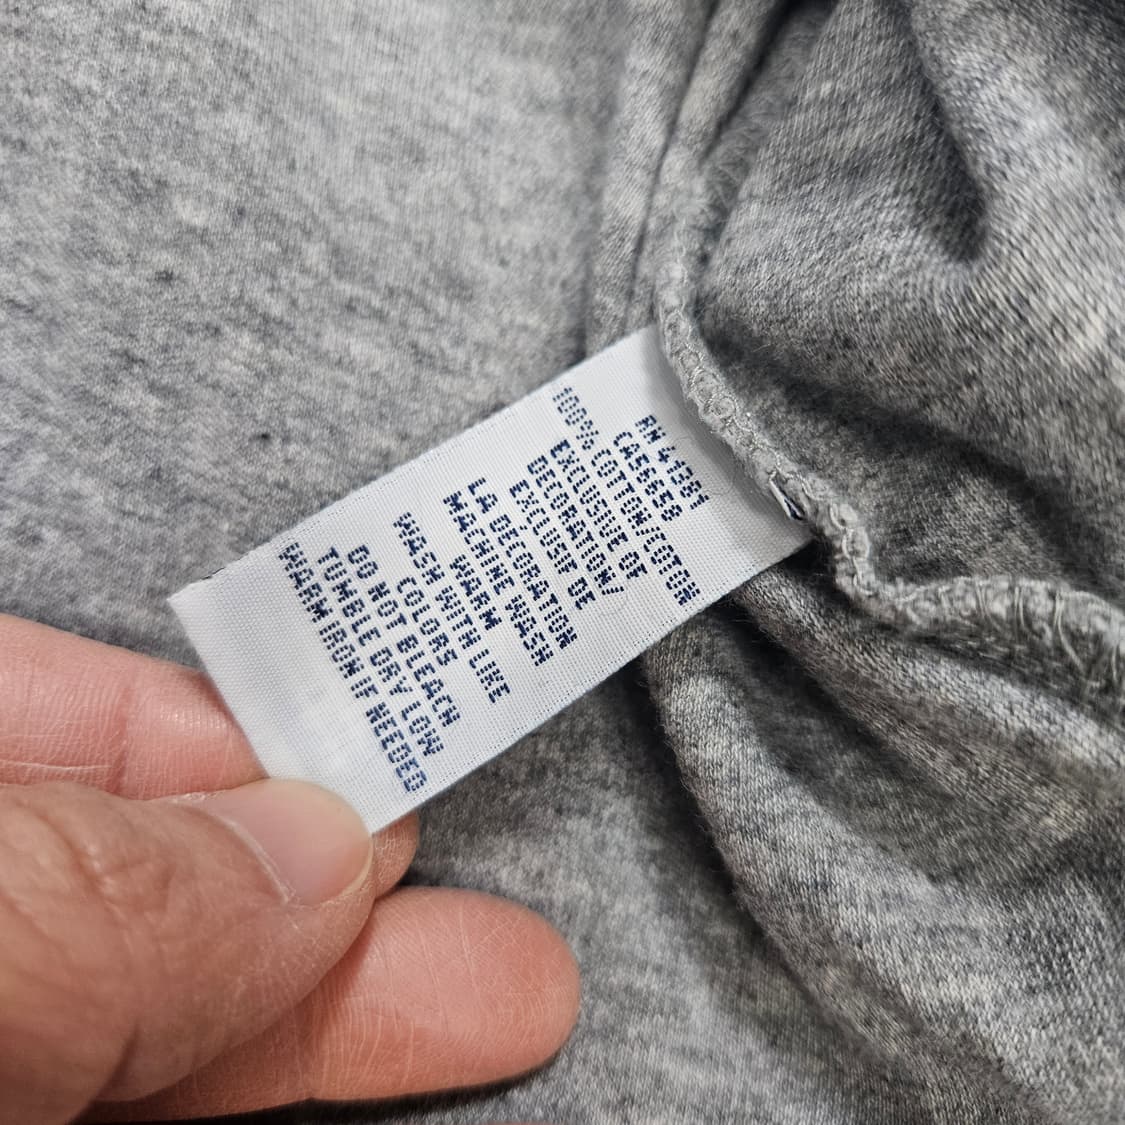 RN 41381
CA65568
100% COTTON/COTON
EXCLUSIVE OF
DECORATION/
EXCLUSIF DE
LA DECORATION
MACHINE WASH
WARM
WASH WITH LIKE
COLORS
DO NOT BLEACH
TUMBLE DRY LOW
WARM IRON IF NEEDED